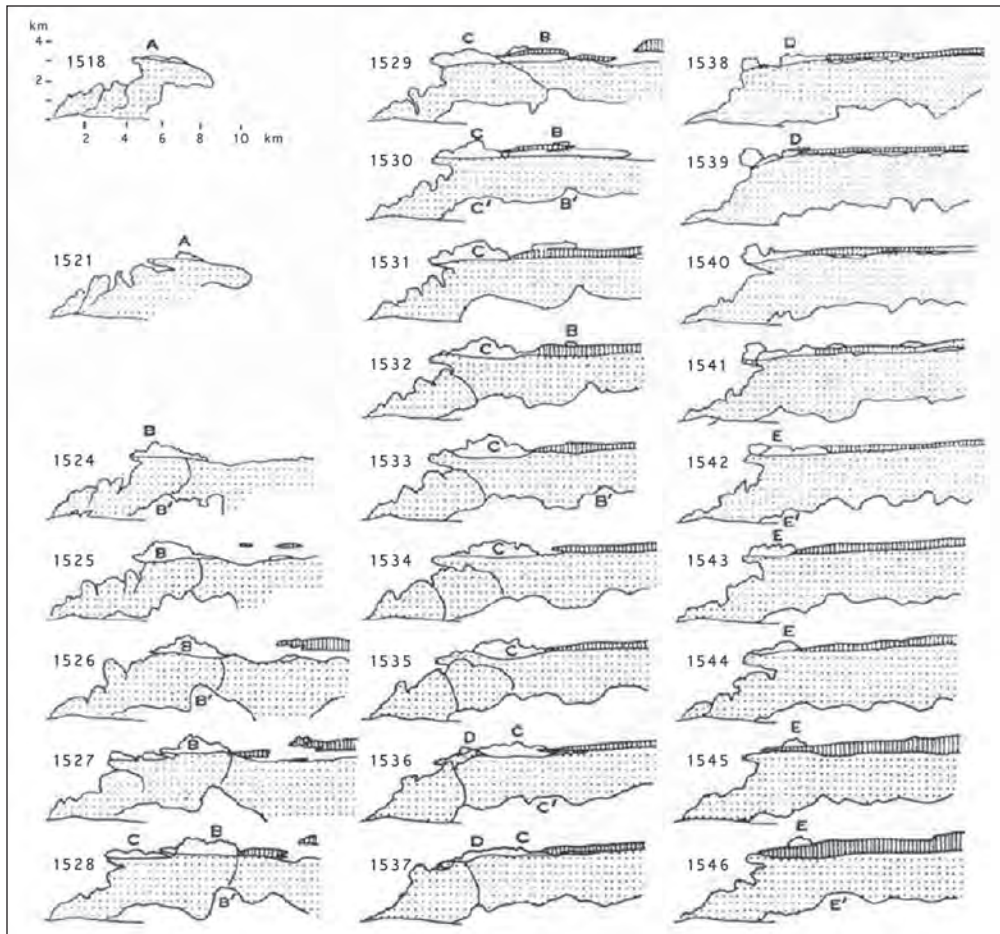 km
4
A
1518
2
2 4 6 8 10 km
A
1521
B
1524
B'
B
1525
B
1526
B'
B
1527
C B
1528
B'
C B
1529
C B
1530
C' B'
C
1531
B
C
1532
C
1533
B'
C
1534
C
1535
D C
1536
C'
D C
1537
D
1538
D
1539
1540
1541
E
1542
E'
E
1543
E
1544
E
1545
E
1546
E'